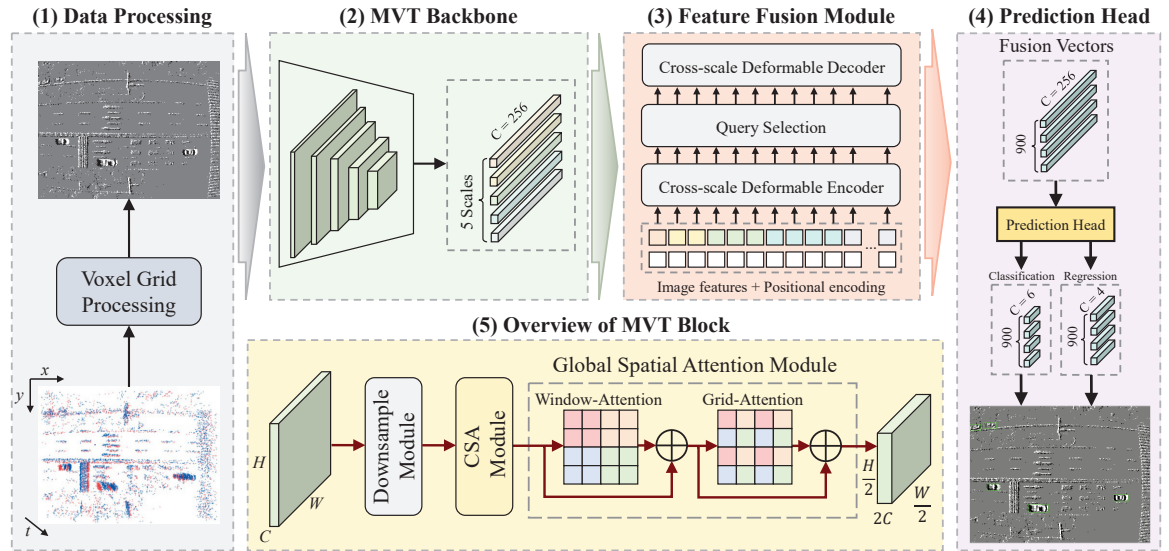 (1) Data Processing
Voxel Grid
Processing
x
y
t
(2) MVT Backbone
C = 256
5 Scales
(3) Feature Fusion Module
Cross-scale Deformable Decoder
Query Selection
Cross-scale Deformable Encoder
...
Image features + Positional encoding
(4) Prediction Head
Fusion Vectors
C = 256
900
Prediction Head
Classification
Regression
C = 6
900
C = 4
900
(5) Overview of MVT Block
Global Spatial Attention Module
H
W
C
Downsample
Module
CSA
Module
Window-Attention
Grid-Attention
H/2
2C
W/2